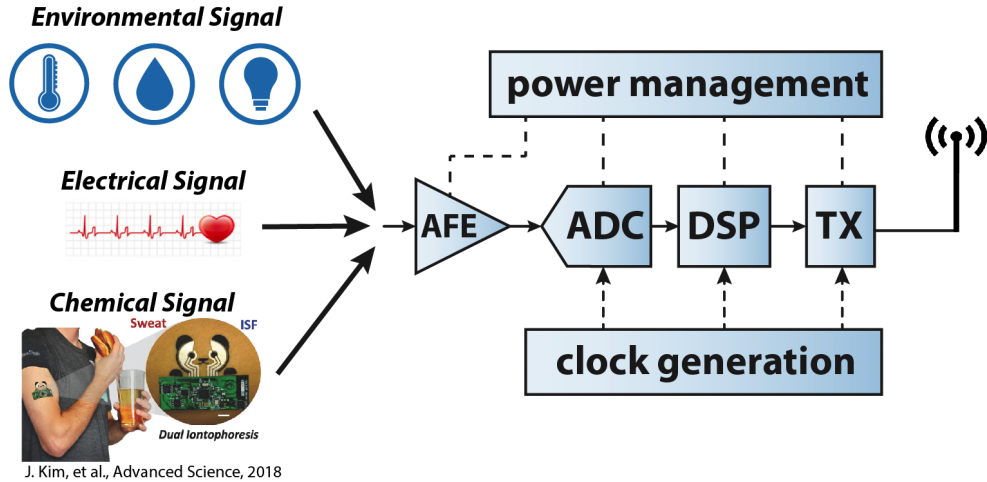 Environmental Signal
power management
Electrical Signal
AFE
ADC
DSP
TX
Chemical Signal
Sweat
ISF
clock generation
Dual Iontophoresis
J. Kim, et al., Advanced Science, 2018